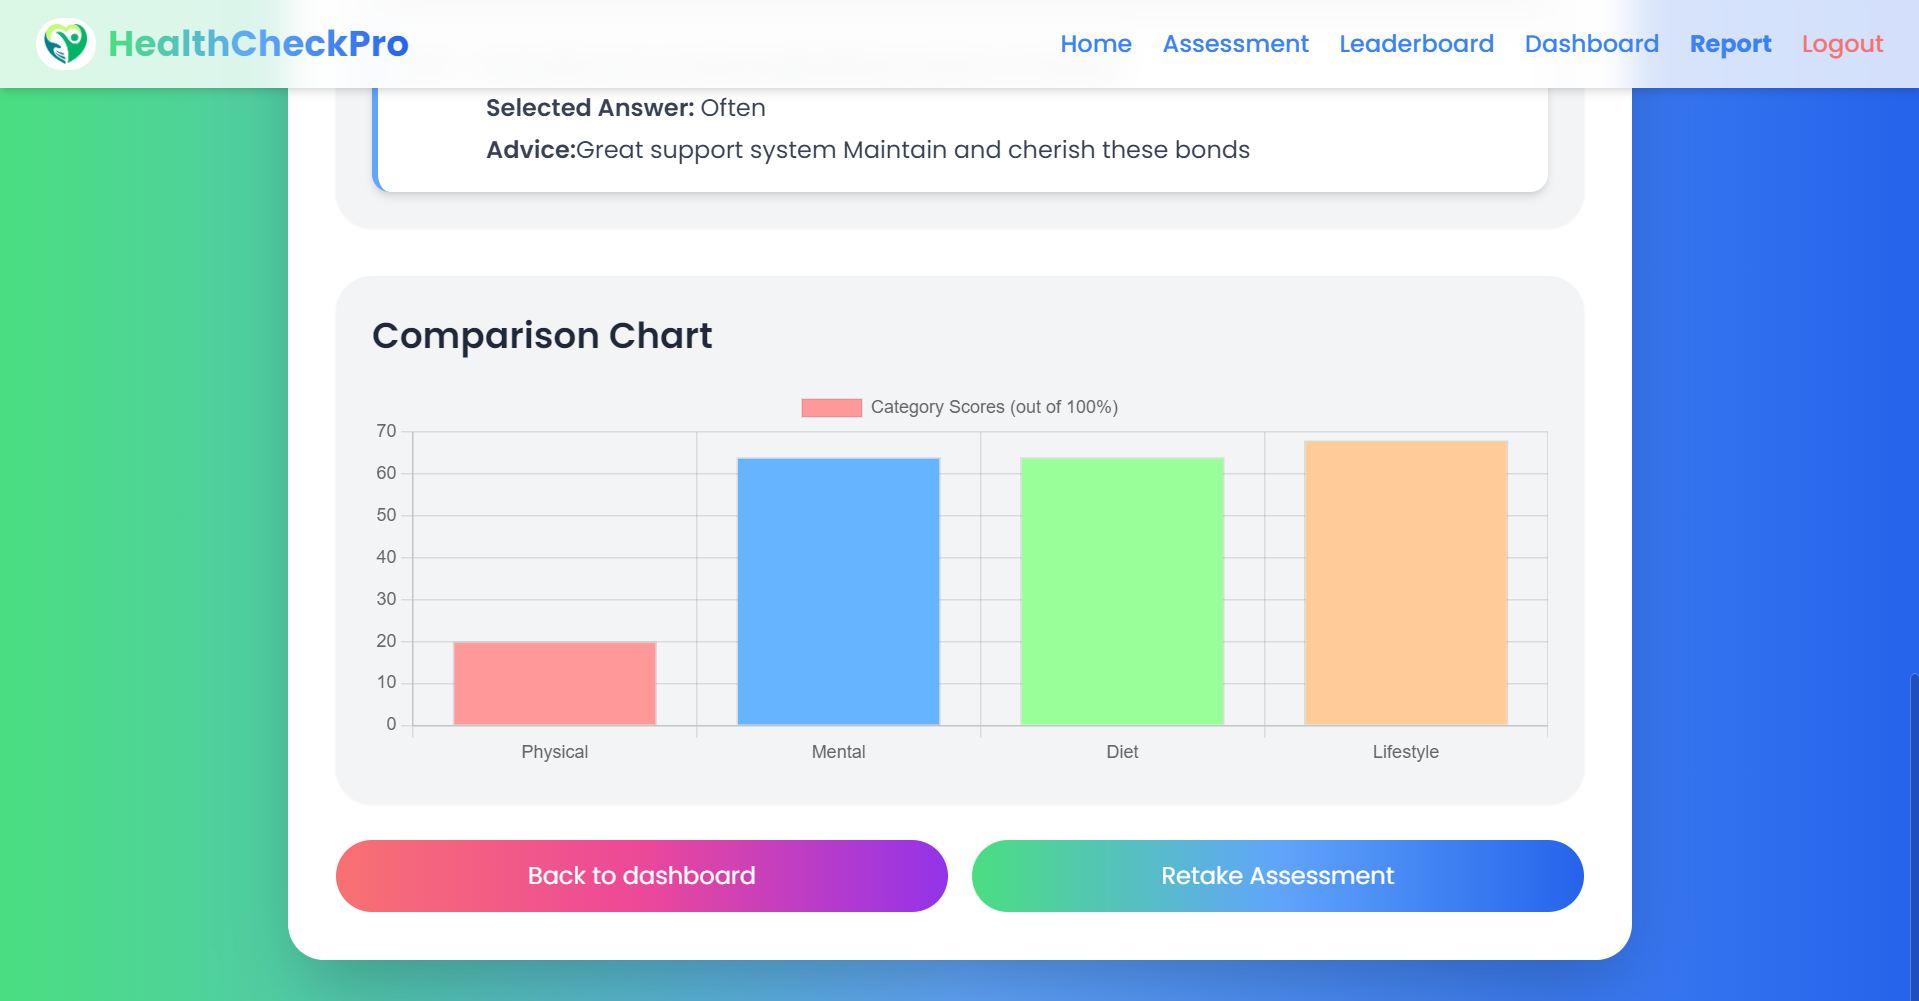 HealthCheckPro
Home Assessment Leaderboard Dashboard Report Logout
Selected Answer: Often
Advice:Great support system Maintain and cherish these bonds
Comparison Chart
Category Scores (out of 100%)
70
60
50
40
30
20
10
0
Physical Mental Diet Lifestyle
Back to dashboard Retake Assessment